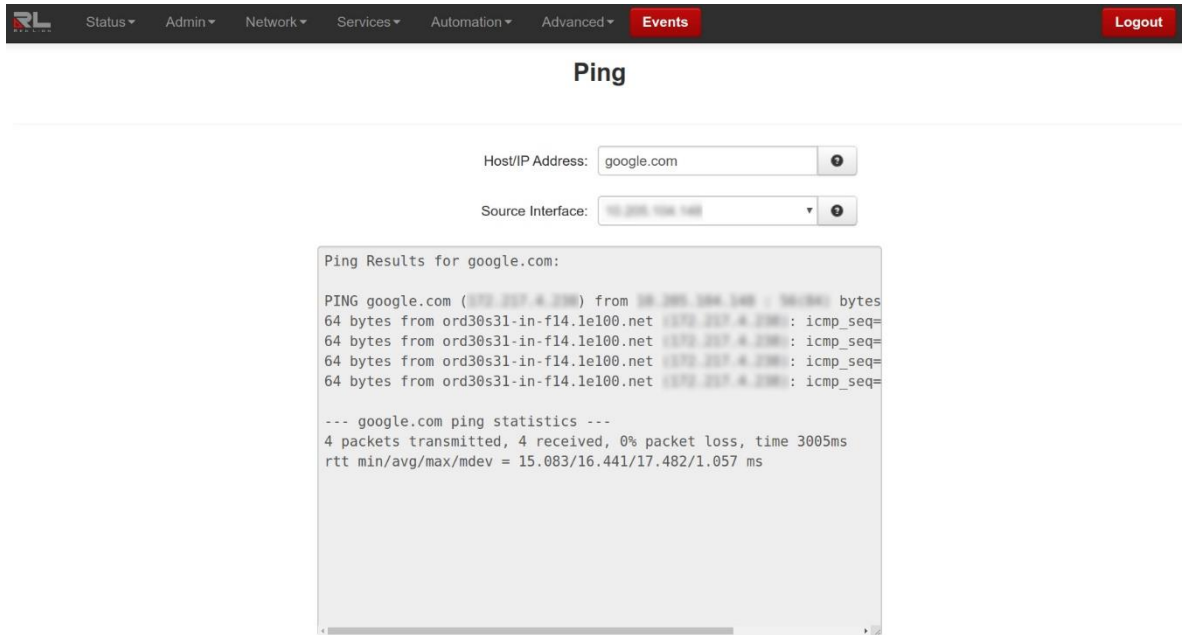 RL
Status Admin Network Services Automation Advanced Events Logout
Ping
Host/IP Address: google.com
Source Interface:
Ping Results for google.com:
PING google.com ( ) from bytes
64 bytes from ord30s31-in-f14.1e100.net : icmp_seq=
64 bytes from ord30s31-in-f14.1e100.net : icmp_seq=
64 bytes from ord30s31-in-f14.1e100.net : icmp_seq=
64 bytes from ord30s31-in-f14.1e100.net : icmp_seq=
--- google.com ping statistics ---
4 packets transmitted, 4 received, 0% packet loss, time 3005ms
rtt min/avg/max/mdev = 15.083/16.441/17.482/1.057 ms